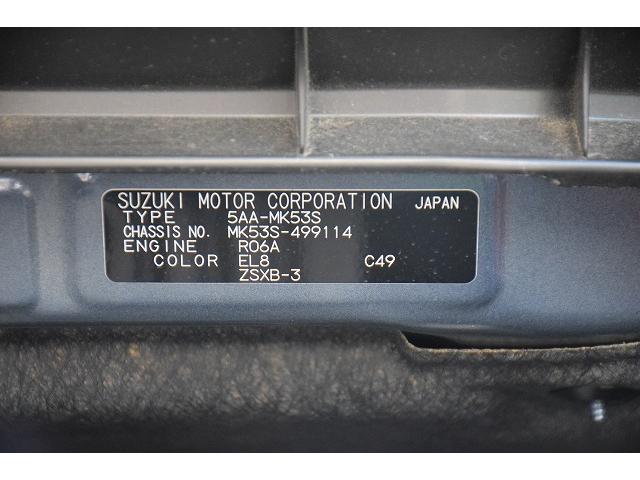 SUZUKI MOTOR CORPORATION JAPAN
TYPE 5AA-MK53S
CHASSIS NO. MK53S-499114
ENGINE R06A
COLOR EL8 C49
ZSXB-3